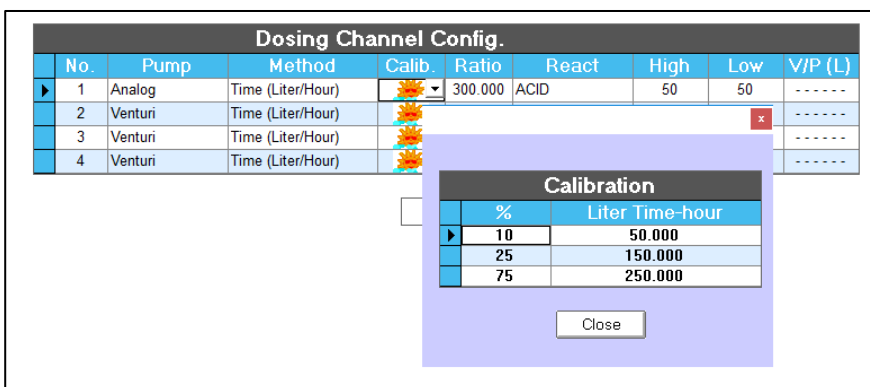 Dosing Channel Config.
No. Pump Method Calib. Ratio React High Low V/P (L)
1 Analog Time (Liter/Hour) 300.000 ACID 50 50 ------
2 Venturi Time (Liter/Hour) ------
3 Venturi Time (Liter/Hour) ------
4 Venturi Time (Liter/Hour) ------
x
Calibration
% Liter Time-hour
10 50.000
25 150.000
75 250.000
Close